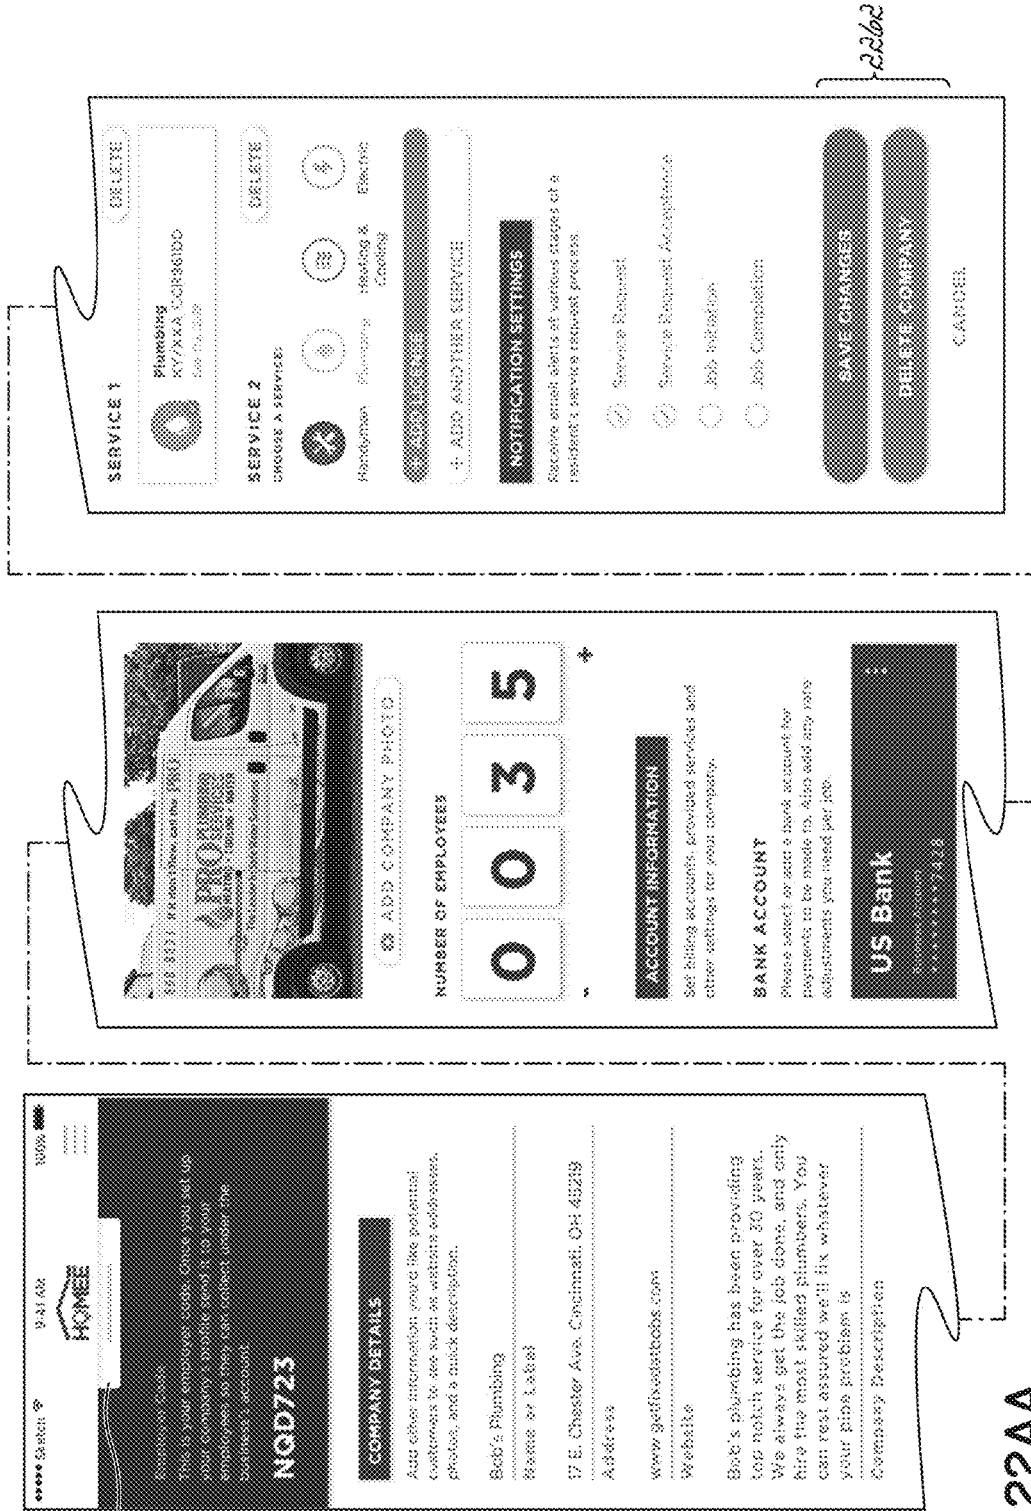 Sketch
9:41 AM
100%
HOMEE
This is your employee code. Once you set up
your company's profile send it to your
employees so they can connect under the
business account.
NQD723
COMPANY DETAILS
Add other information you'd like potential
customers to see such as website addresses,
photos, and a quick description.
Bob's Plumbing
Name or Label
17 E. Chester Ave. Cincinnati, OH 45219
Address
www.getfixedatbobs.com
Website
Bob's plumbing has been providing
top notch service for over 30 years.
We always get the job done, and only
hire the most skilled plumbers. You
can rest assured we'll fix whatever
your pipe problem is
Company Description
ADD COMPANY PHOTO
NUMBER OF EMPLOYEES
0 0 3 5
- +
ACCOUNT INFORMATION
Set billing accounts, provided services and
other settings for your company.
BANK ACCOUNT
Please select or add a bank account for
payments to be made to. Also add any rate
adjustments you need per job.
US Bank
SERVICE 1
DELETE
Plumbing
SERVICE 2
DELETE
CHOOSE A SERVICE:
Handyman
Plumbing
Heating &
Cooling
Electric
+ ADD ANOTHER SERVICE
NOTIFICATION SETTINGS
Receive email alerts at various stages of a
resident's service request process.
Service Request
Service Request Acceptance
Job Initiation
Job Completion
SAVE CHANGES
DELETE COMPANY
CANCEL
2262
22AA